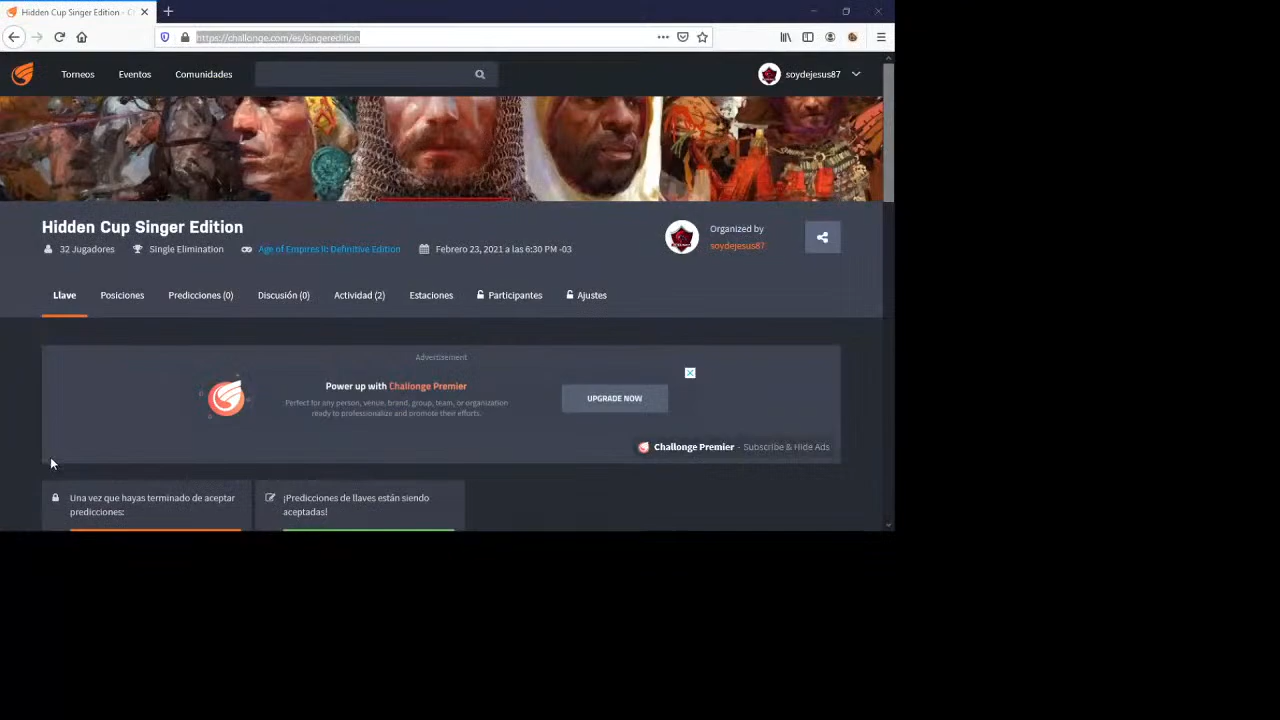 Hidden Cup Singer Edition - C
https://challonge.com/es/singeredition
Torneos
Eventos
Comunidades
soydejesus87
Hidden Cup Singer Edition
32 Jugadores
Single Elimination
Age of Empires II: Definitive Edition
Febrero 23, 2021 a las 6:30 PM -03
Organized by
soydejesus87
Llave
Posiciones
Predicciones (0)
Discusión (0)
Actividad (2)
Estaciones
Participantes
Ajustes
Advertisement
Power up with Challonge Premier
Perfect for any person, venue, brand, group, team, or organization
ready to professionalize and promote their efforts.
UPGRADE NOW
Challonge Premier - Subscribe & Hide Ads
Una vez que hayas terminado de aceptar
predicciones:
¡Predicciones de llaves están siendo
aceptadas!